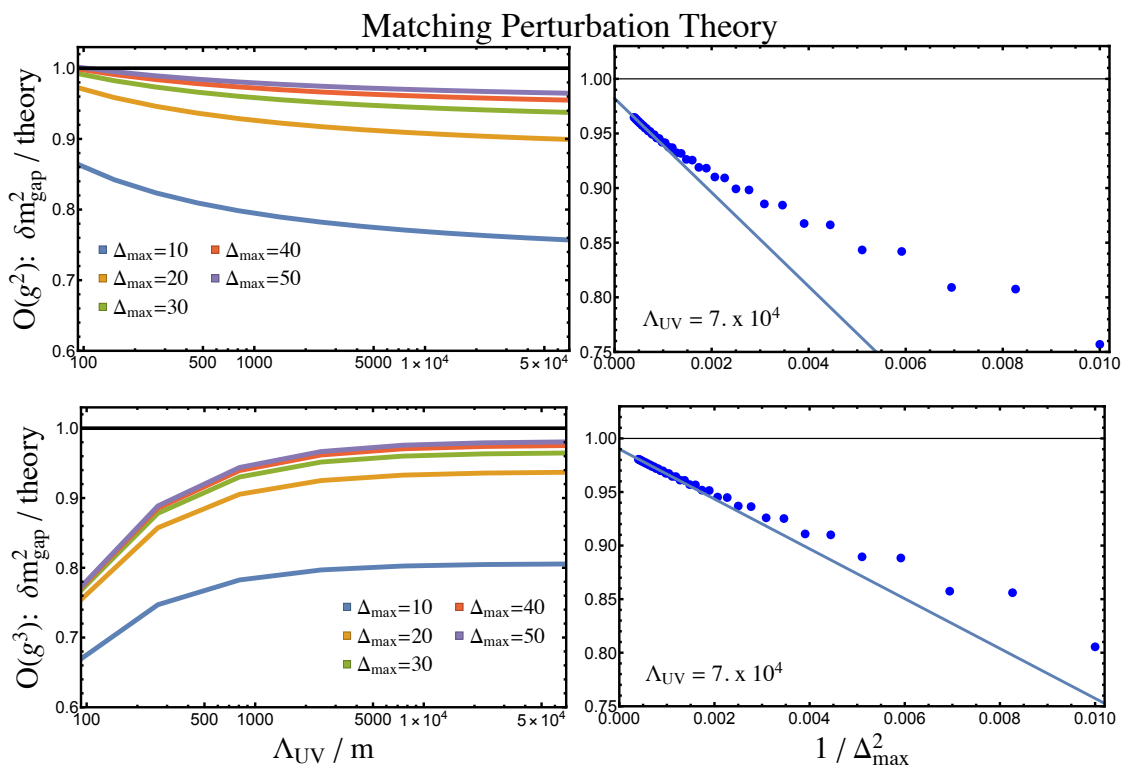 Matching Perturbation Theory
O(g²): δm²gap / theory
1.0
0.9
0.8
0.7
0.6
100 500 1000 5000 1×10⁴ 5×10⁴
Δmax=10 Δmax=40
Δmax=20 Δmax=50
Δmax=30
1.00
0.95
0.90
0.85
0.80
0.75
0.000 0.002 0.004 0.006 0.008 0.010
ΛUV = 7. x 10⁴
O(g³): δm²gap / theory
1.0
0.9
0.8
0.7
0.6
100 500 1000 5000 1×10⁴ 5×10⁴
Δmax=10 Δmax=40
Δmax=20 Δmax=50
Δmax=30
ΛUV / m
1.00
0.95
0.90
0.85
0.80
0.75
0.000 0.002 0.004 0.006 0.008 0.010
ΛUV = 7. x 10⁴
1 / Δ²max